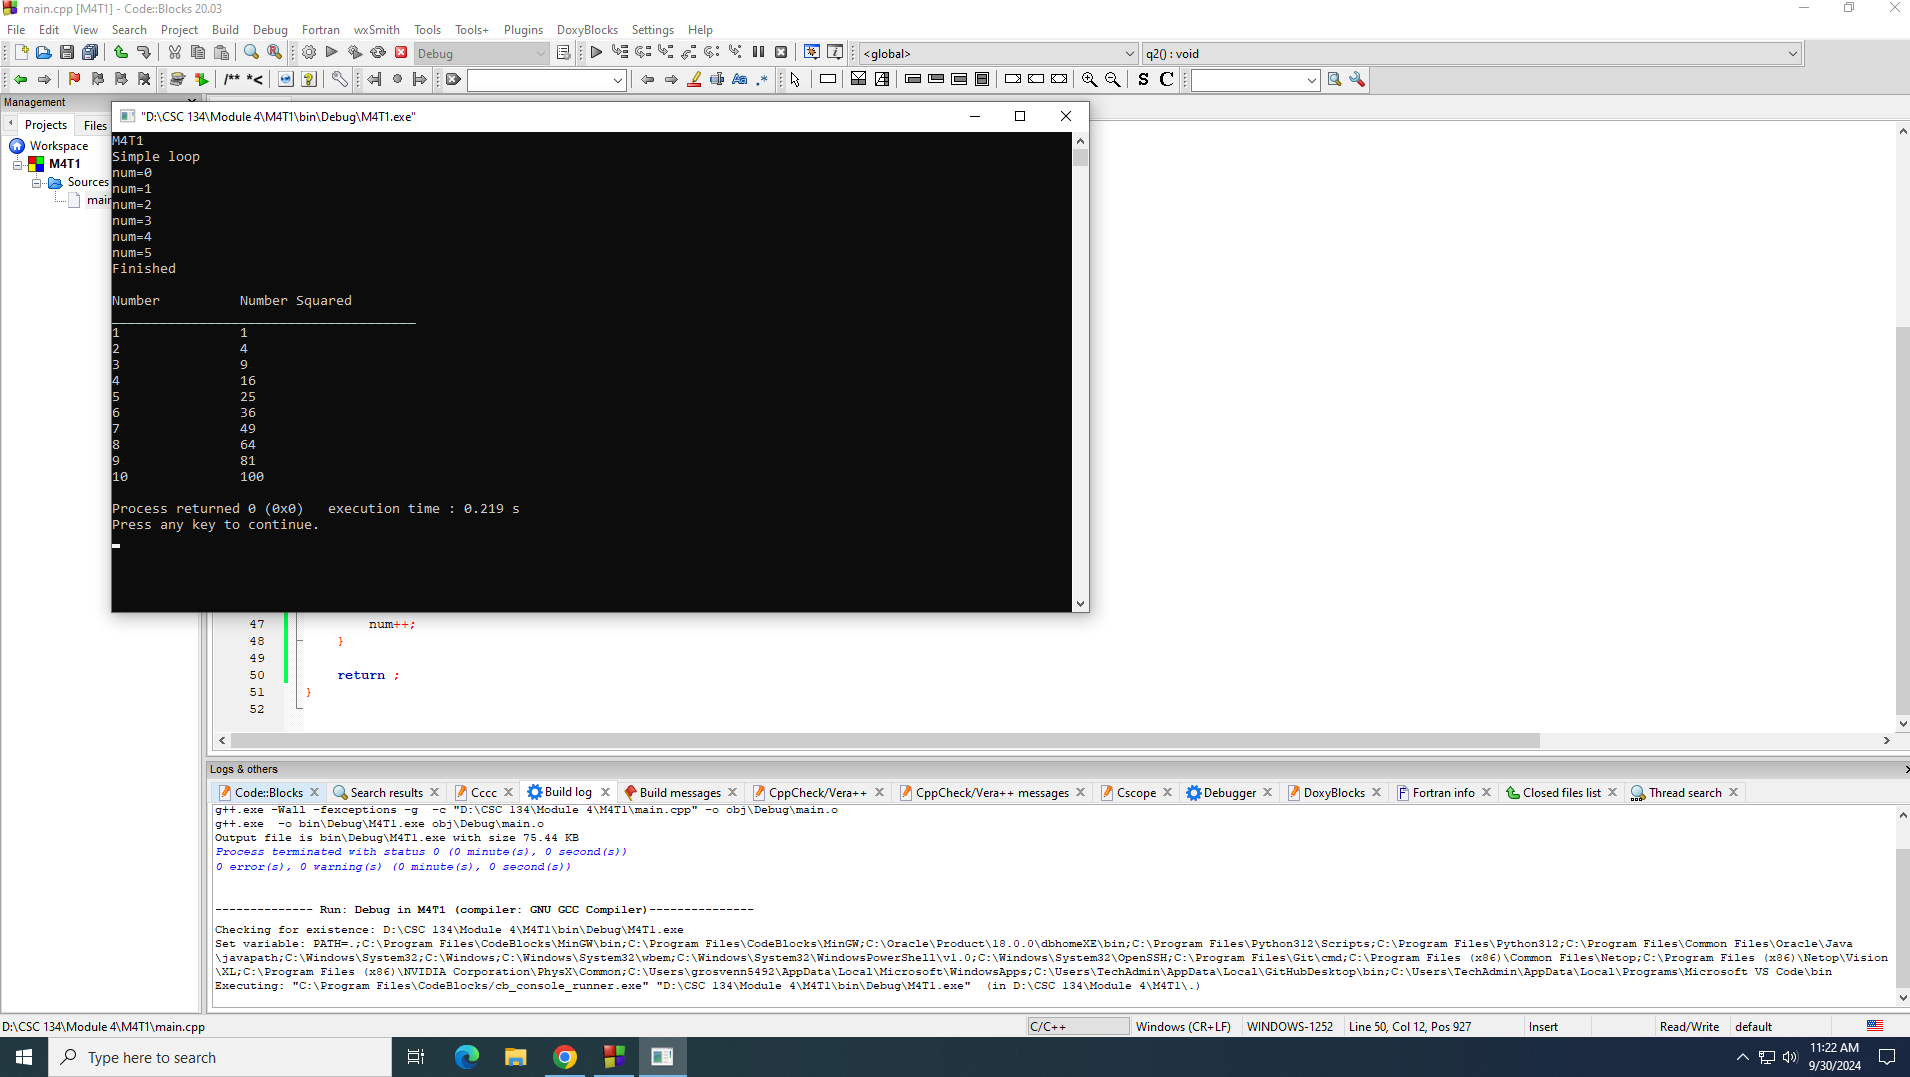 main.cpp [M4T1] - Code::Blocks 20.03
File Edit View Search Project Build Debug Fortran wxSmith Tools Tools+ Plugins DoxyBlocks Settings Help
Debug <global> q2() : void
/** *< Aa .* S C
Management
Projects Files
Workspace
M4T1
Sources
main
"D:\CSC 134\Module 4\M4T1\bin\Debug\M4T1.exe"
M4T1
Simple loop
num=0
num=1
num=2
num=3
num=4
num=5
Finished
Number Number Squared
______________________________________
1 1
2 4
3 9
4 16
5 25
6 36
7 49
8 64
9 81
10 100
Process returned 0 (0x0) execution time : 0.219 s
Press any key to continue.
47 num++;
48 }
49
50 return ;
51 }
52
Logs & others
Code::Blocks Search results Cccc Build log Build messages CppCheck/Vera++ CppCheck/Vera++ messages Cscope Debugger DoxyBlocks Fortran info Closed files list Thread search
g++.exe -Wall -fexceptions -g -c "D:\CSC 134\Module 4\M4T1\main.cpp" -o obj\Debug\main.o
g++.exe -o bin\Debug\M4T1.exe obj\Debug\main.o
Output file is bin\Debug\M4T1.exe with size 75.44 KB
Process terminated with status 0 (0 minute(s), 0 second(s))
0 error(s), 0 warning(s) (0 minute(s), 0 second(s))
-------------- Run: Debug in M4T1 (compiler: GNU GCC Compiler)---------------
Checking for existence: D:\CSC 134\Module 4\M4T1\bin\Debug\M4T1.exe
Set variable: PATH=.;C:\Program Files\CodeBlocks\MinGW\bin;C:\Program Files\CodeBlocks\MinGW;C:\Oracle\Product\18.0.0\dbhomeXE\bin;C:\Program Files\Python312\Scripts;C:\Program Files\Python312;C:\Program Files\Common Files\Oracle\Java
\javapath;C:\Windows\System32;C:\Windows;C:\Windows\System32\wbem;C:\Windows\System32\WindowsPowerShell\v1.0;C:\Windows\System32\OpenSSH;C:\Program Files\Git\cmd;C:\Program Files (x86)\Common Files\Netop;C:\Program Files (x86)\Netop\Vision
\XL;C:\Program Files (x86)\NVIDIA Corporation\PhysX\Common;C:\Users\grosvenn5492\AppData\Local\Microsoft\WindowsApps;C:\Users\TechAdmin\AppData\Local\GitHubDesktop\bin;C:\Users\TechAdmin\AppData\Local\Programs\Microsoft VS Code\bin
Executing: "C:\Program Files\CodeBlocks/cb_console_runner.exe" "D:\CSC 134\Module 4\M4T1\bin\Debug\M4T1.exe" (in D:\CSC 134\Module 4\M4T1\.)
D:\CSC 134\Module 4\M4T1\main.cpp C/C++ Windows (CR+LF) WINDOWS-1252 Line 50, Col 12, Pos 927 Insert Read/Write default
Type here to search
11:22 AM
9/30/2024